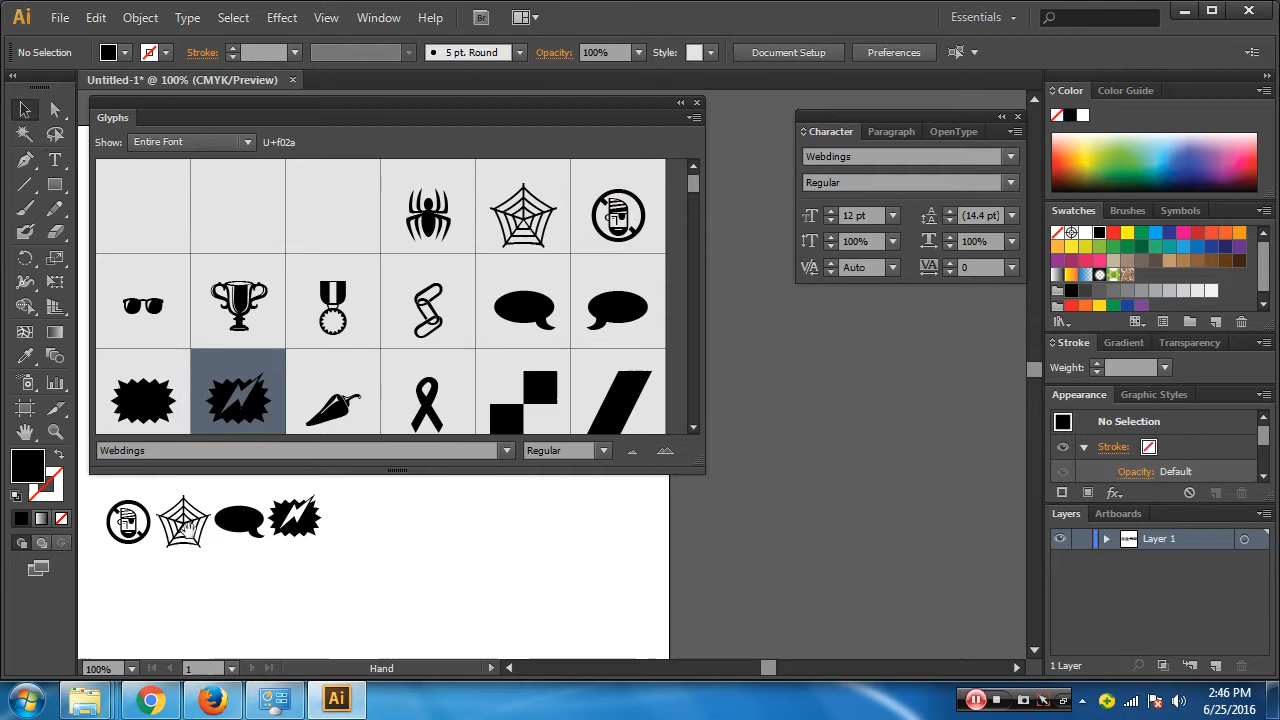 Ai File Edit Object Type Select Effect View Window Help Br Essentials
No Selection Stroke: 5 pt. Round Opacity: 100% Style: Document Setup Preferences
Untitled-1* @ 100% (CMYK/Preview)
Glyphs
Show: Entire Font U+f02a
Webdings Regular
Character Paragraph OpenType
Webdings
Regular
12 pt (14.4 pt)
100% 100%
Auto 0
Color Color Guide
Swatches Brushes Symbols
Stroke Gradient Transparency
Weight:
Appearance Graphic Styles
No Selection
Stroke:
Opacity: Default
fx
Layers Artboards
Layer 1
1 Layer
100% 1 Hand
Ai
2:46 PM
6/25/2016